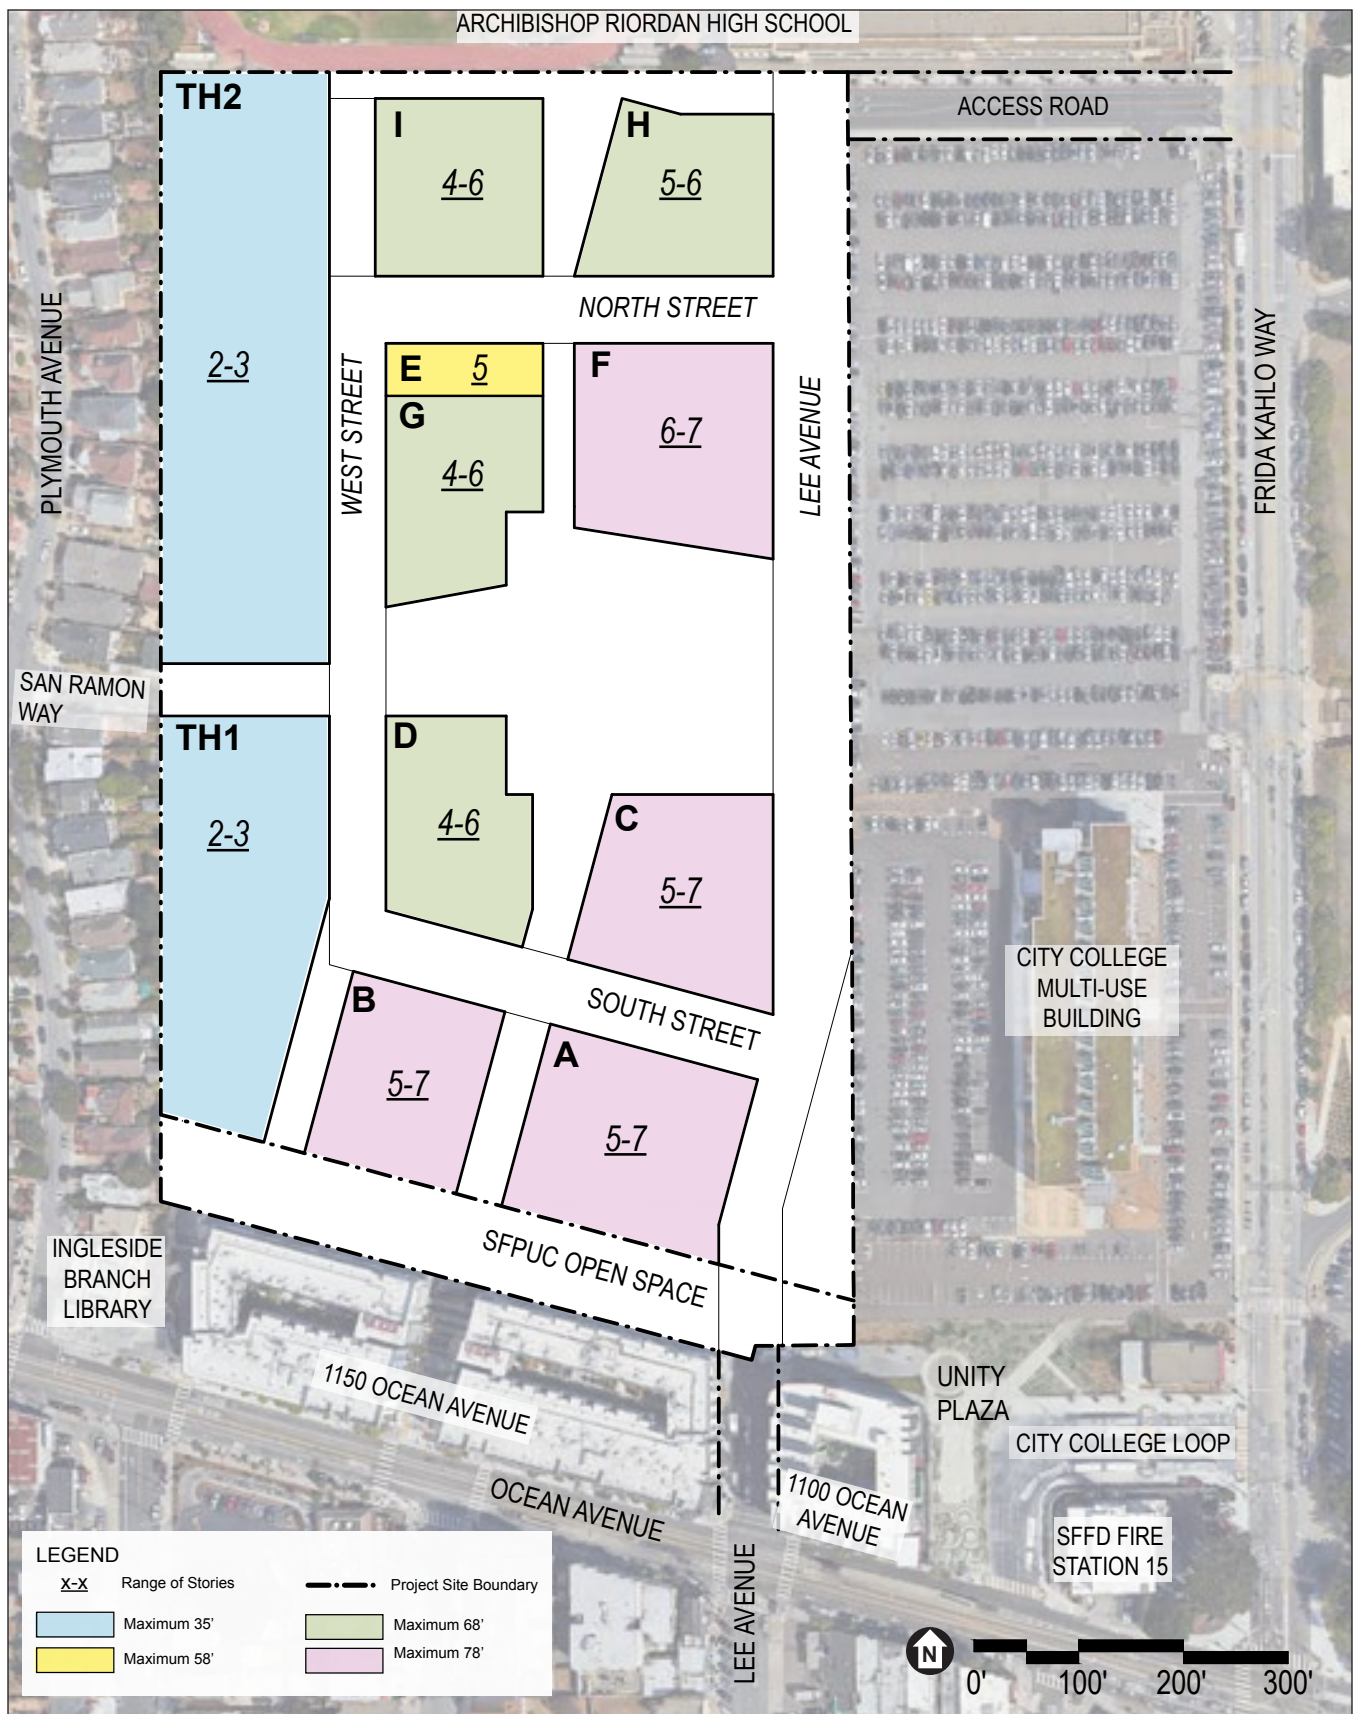 ARCHBISHOP RIORDAN HIGH SCHOOL
TH2
I
4-6
H
5-6
ACCESS ROAD
NORTH STREET
PLYMOUTH AVENUE
2-3
WEST STREET
E
5
G
4-6
F
6-7
LEE AVENUE
FRIDA KAHLO WAY
SAN RAMON
WAY
TH1
2-3
D
4-6
C
5-7
CITY COLLEGE
MULTI-USE
BUILDING
SOUTH STREET
B
5-7
A
5-7
SFPUC OPEN SPACE
INGLESIDE
BRANCH
LIBRARY
1150 OCEAN AVENUE
UNITY
PLAZA
CITY COLLEGE LOOP
OCEAN AVENUE
1100 OCEAN
AVENUE
SFFD FIRE
STATION 15
LEE AVENUE
LEGEND
X-X Range of Stories
Project Site Boundary
Maximum 35'
Maximum 68'
Maximum 58'
Maximum 78'
N
0' 100' 200' 300'